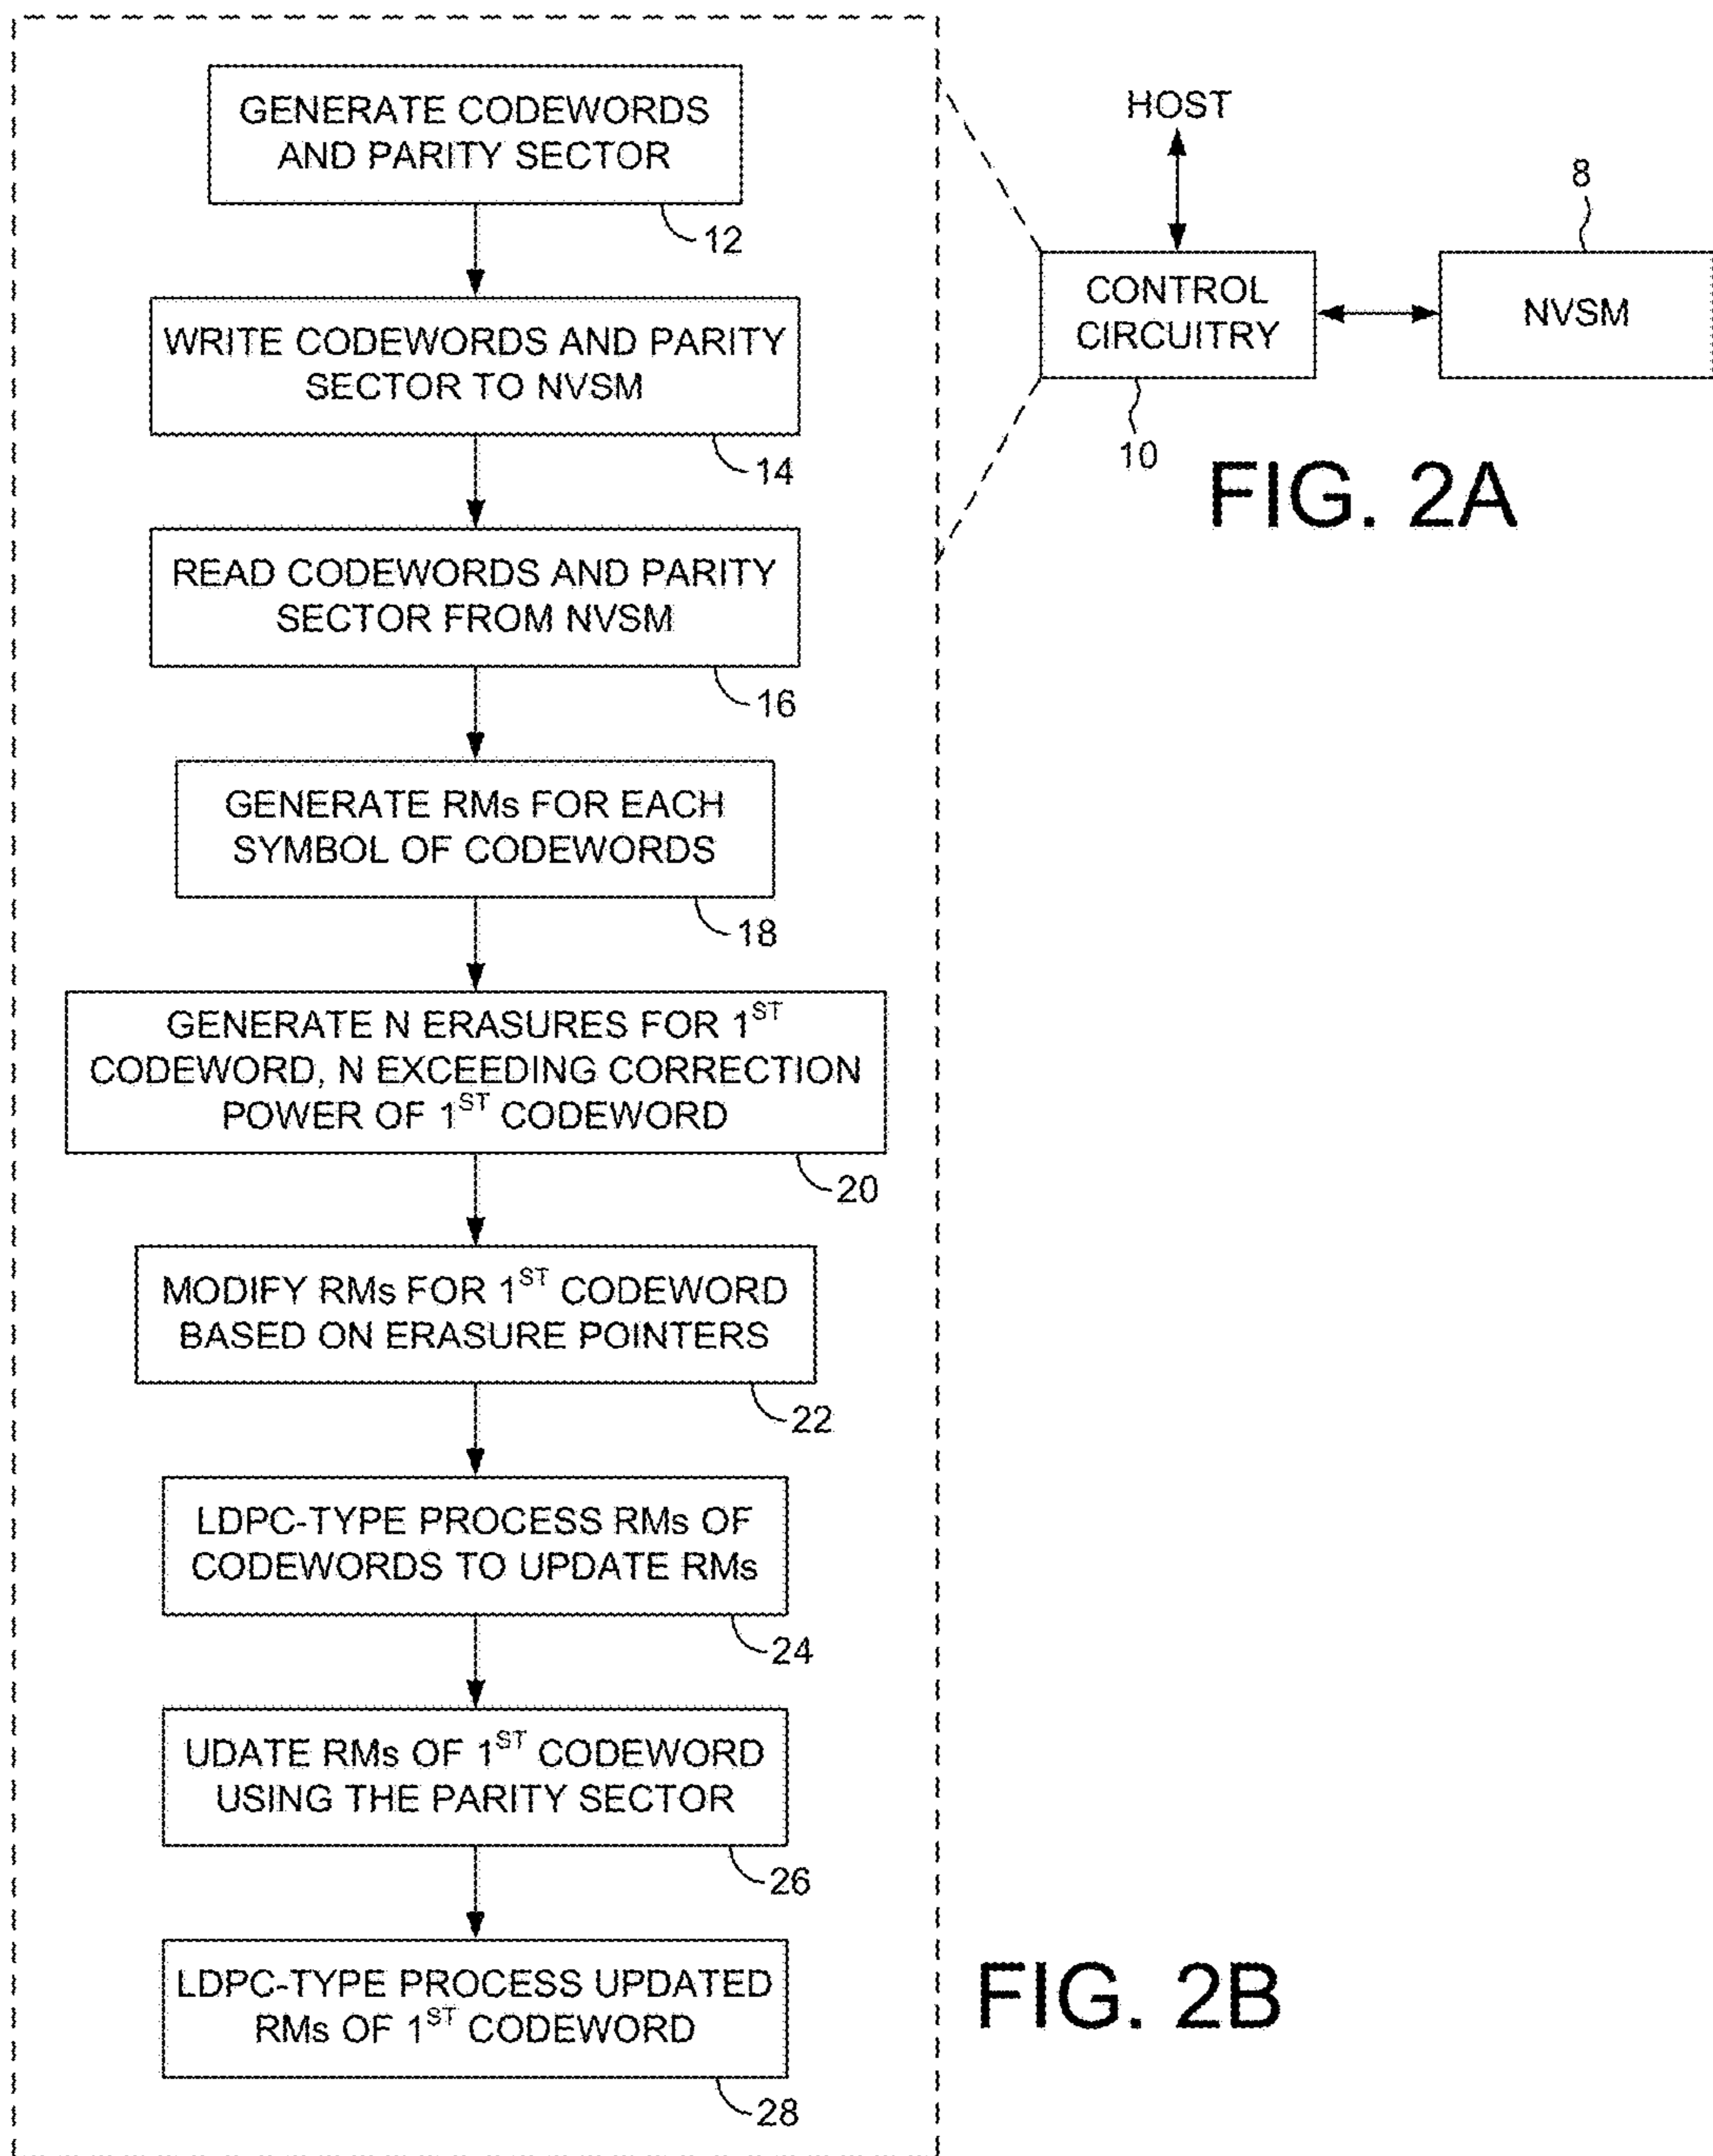 GENERATE CODEWORDS
AND PARITY SECTOR
12
WRITE CODEWORDS AND PARITY
SECTOR TO NVSM
14
READ CODEWORDS AND PARITY
SECTOR FROM NVSM
16
GENERATE RMs FOR EACH
SYMBOL OF CODEWORDS
18
GENERATE N ERASURES FOR 1ST
CODEWORD, N EXCEEDING CORRECTION
POWER OF 1ST CODEWORD
20
MODIFY RMs FOR 1ST CODEWORD
BASED ON ERASURE POINTERS
22
LDPC-TYPE PROCESS RMs OF
CODEWORDS TO UPDATE RMs
24
UDATE RMs OF 1ST CODEWORD
USING THE PARITY SECTOR
26
LDPC-TYPE PROCESS UPDATED
RMs OF 1ST CODEWORD
28
HOST
8
CONTROL
CIRCUITRY
NVSM
10
FIG. 2A
FIG. 2B